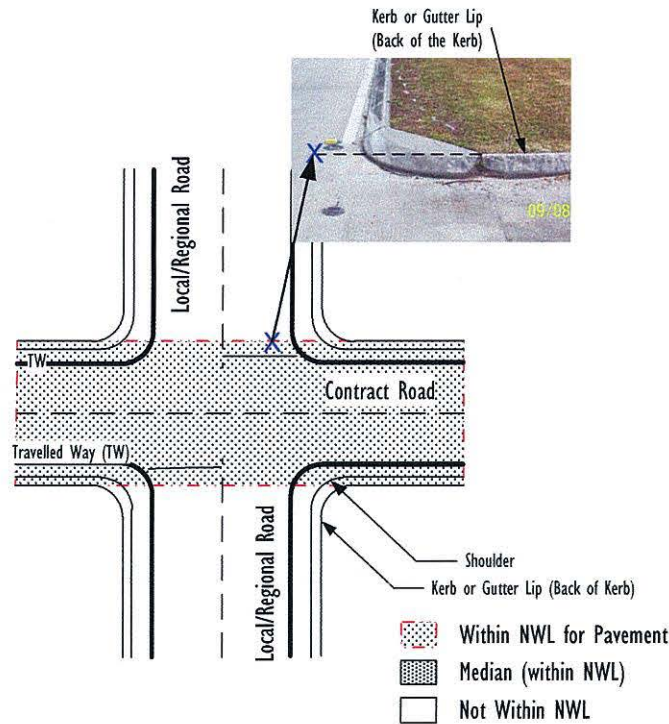 Kerb or Gutter Lip
(Back of the Kerb)
09:08
Local/Regional Road
TW
Contract Road
Travelled Way (TW)
Local/Regional Road
Shoulder
Kerb or Gutter Lip (Back of Kerb)
Within NWL for Pavement
Median (within NWL)
Not Within NWL